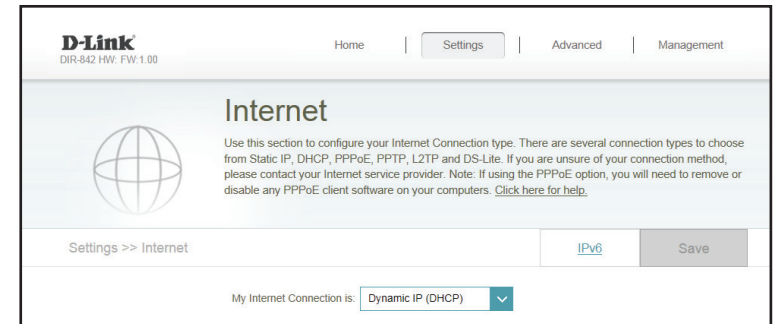 D-Link
DIR-842 HW: FW:1.00
Home | Settings | Advanced | Management
Internet
Use this section to configure your Internet Connection type. There are several connection types to choose
from Static IP, DHCP, PPPoE, PPTP, L2TP and DS-Lite. If you are unsure of your connection method,
please contact your Internet service provider. Note: If using the PPPoE option, you will need to remove or
disable any PPPoE client software on your computers. Click here for help.
Settings >> Internet IPv6 Save
My Internet Connection is: Dynamic IP (DHCP)